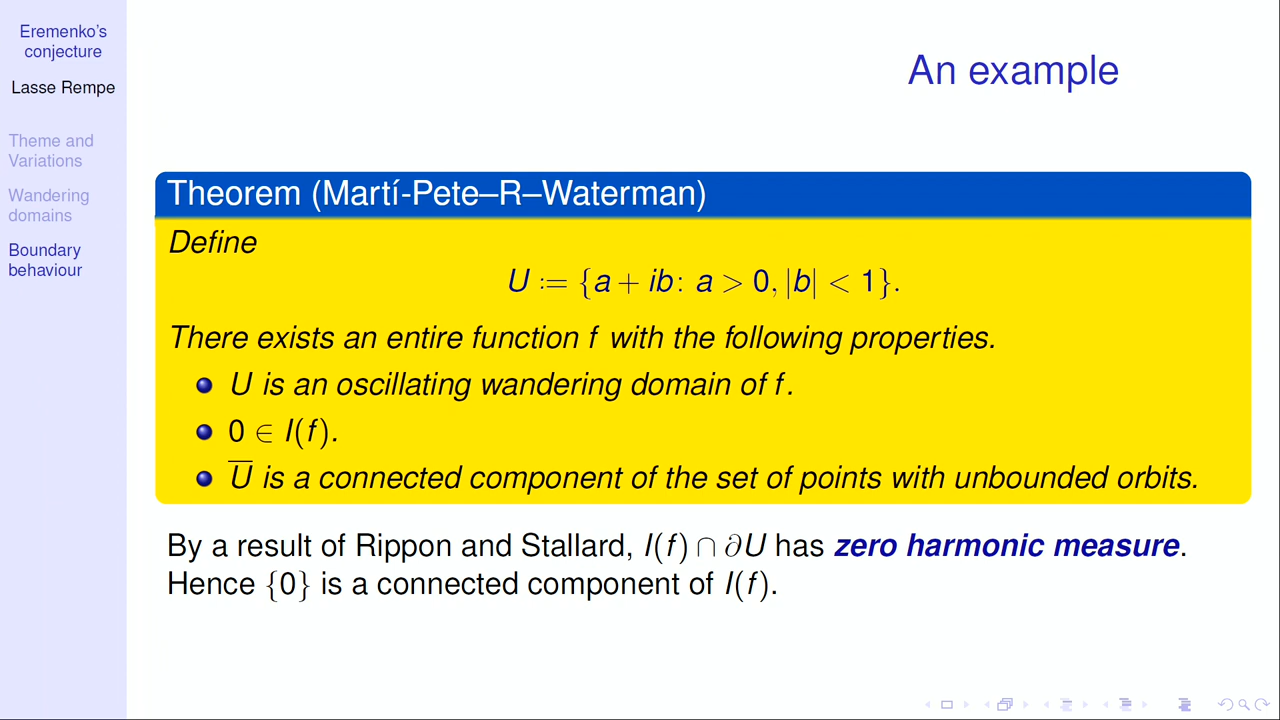 Eremenko's
conjecture
Lasse Rempe
Theme and
Variations
Wandering
domains
Boundary
behaviour
An example
Theorem (Martí-Pete–R–Waterman)
Define
U := {a + ib : a > 0, |b| < 1}.
There exists an entire function f with the following properties.
U is an oscillating wandering domain of f.
0 ∈ I(f).
U̅ is a connected component of the set of points with unbounded orbits.
By a result of Rippon and Stallard, I(f) ∩ ∂U has zero harmonic measure.
Hence {0} is a connected component of I(f).